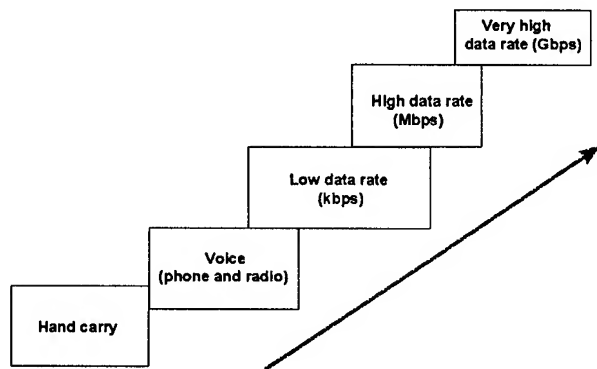 Very high
data rate (Gbps)
High data rate
(Mbps)
Low data rate
(kbps)
Voice
(phone and radio)
Hand carry